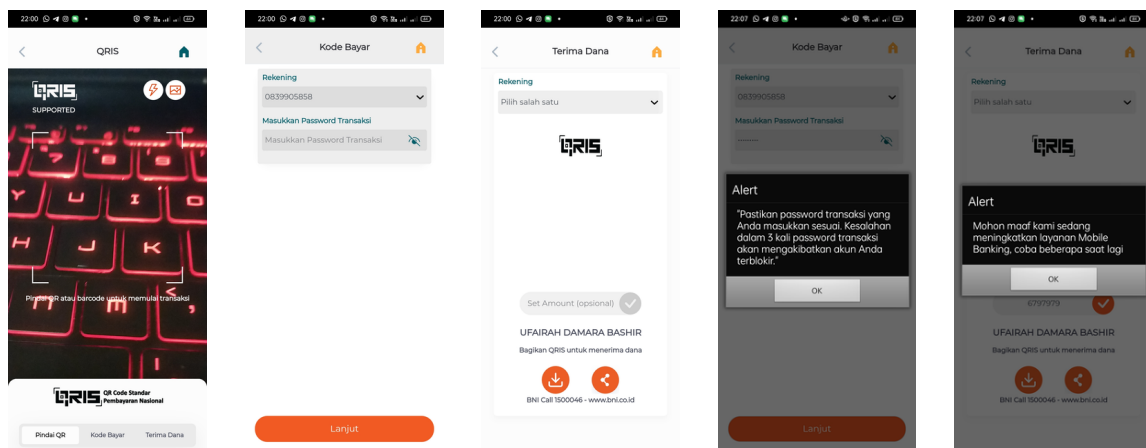 22:00
QRIS
QRIS
SUPPORTED
Y U I O
H J K L
N M < ,
Pindai QR atau barcode untuk memulai transaksi
QRIS QR Code Standar
Pembayaran Nasional
Pindai QR Kode Bayar Terima Dana
22:00
Kode Bayar
Rekening
0839905858
Masukkan Password Transaksi
Masukkan Password Transaksi
Lanjut
22:00
Terima Dana
Rekening
Pilih salah satu
QRIS
Set Amount (opsional)
UFAIRAH DAMARA BASHIR
Bagikan QRIS untuk menerima dana
BNI Call 1500046 - www.bni.co.id
22:07
Kode Bayar
Rekening
0839905858
Masukkan Password Transaksi
Alert
"Pastikan password transaksi yang
Anda masukkan sesuai. Kesalahan
dalam 3 kali password transaksi
akan mengakibatkan akun Anda
terblokir."
OK
Lanjut
22:07
Terima Dana
Rekening
Pilih salah satu
QRIS
Alert
Mohon maaf kami sedang
meningkatkan layanan Mobile
Banking, coba beberapa saat lagi
OK
6797979
UFAIRAH DAMARA BASHIR
Bagikan QRIS untuk menerima dana
BNI Call 1500046 - www.bni.co.id